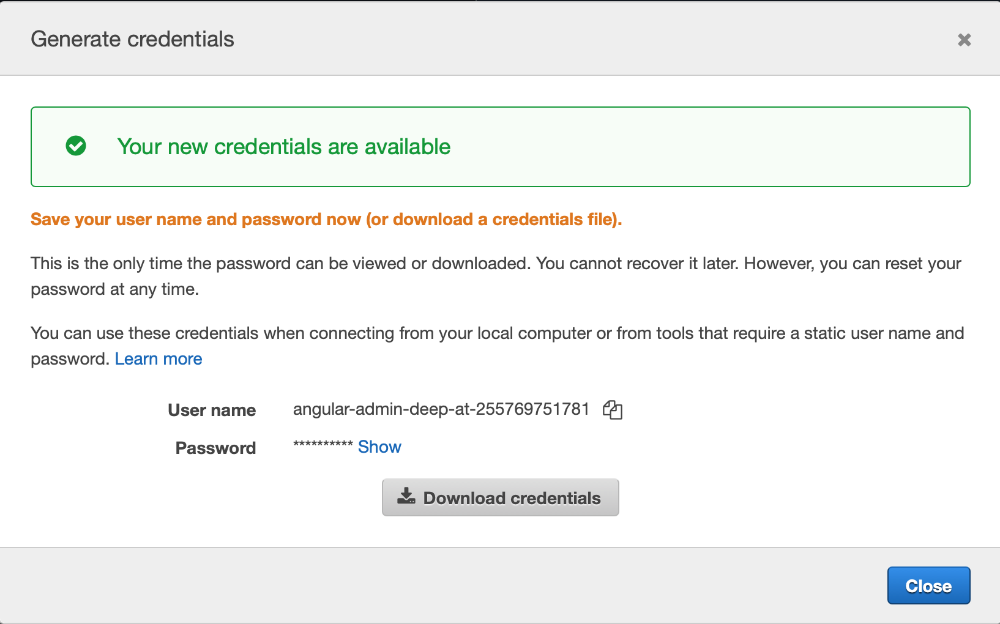 Generate credentials
Your new credentials are available
Save your user name and password now (or download a credentials file).
This is the only time the password can be viewed or downloaded. You cannot recover it later. However, you can reset your
password at any time.
You can use these credentials when connecting from your local computer or from tools that require a static user name and
password. Learn more
User name angular-admin-deep-at-255769751781
Password ********** Show
Download credentials
Close